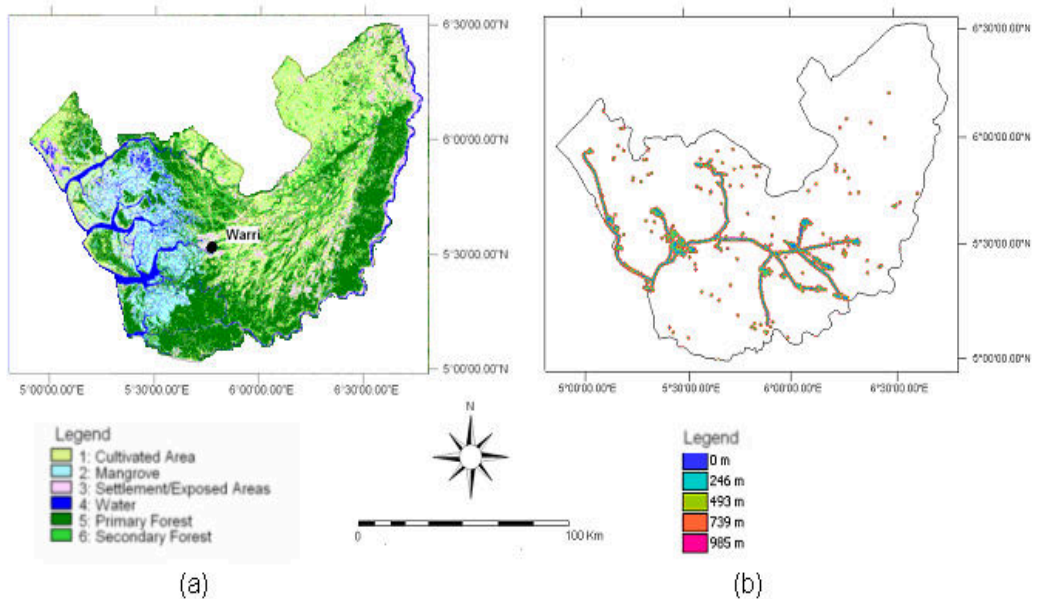 6°30'00.00"N
6°00'00.00"N
5°30'00.00"N
5°00'00.00"N
5°00'00.00"E 5°30'00.00"E 6°00'00.00"E 6°30'00.00"E
Warri
6°30'00.00"N
6°00'00.00"N
5°30'00.00"N
5°00'00.00"N
5°00'00.00"E 5°30'00.00"E 6°00'00.00"E 6°30'00.00"E
Legend
1: Cultivated Area
2: Mangrove
3: Settlement/Exposed Areas
4: Water
5: Primary Forest
6: Secondary Forest
N
0 100 Km
Legend
0 m
246 m
493 m
739 m
985 m
(a)
(b)